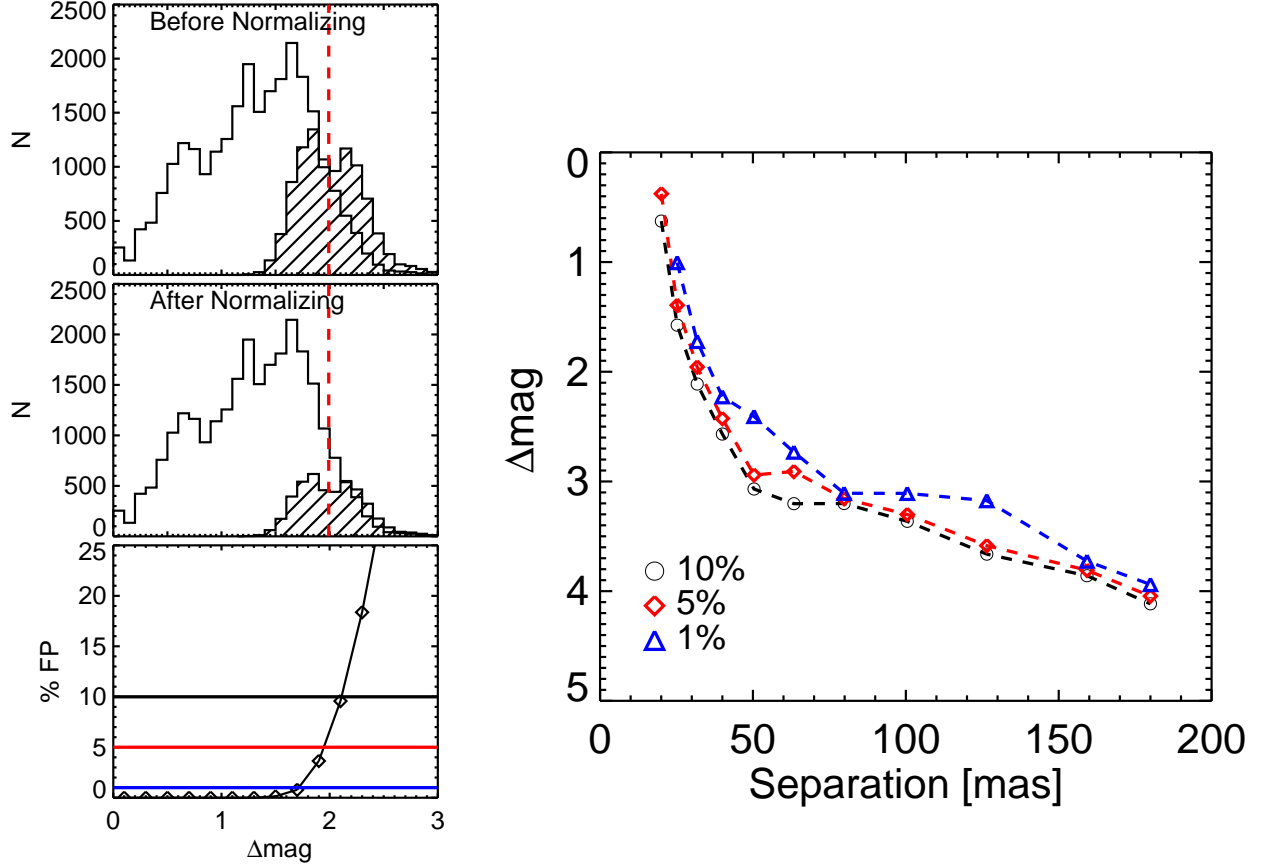 Before Normalizing
2500
2000
1500
1000
500
0
N
After Normalizing
2500
2000
1500
1000
500
0
N
25
20
15
10
5
0
% FP
0 1 2 3
Δmag
0
1
2
3
4
5
Δmag
10%
5%
1%
0 50 100 150 200
Separation [mas]